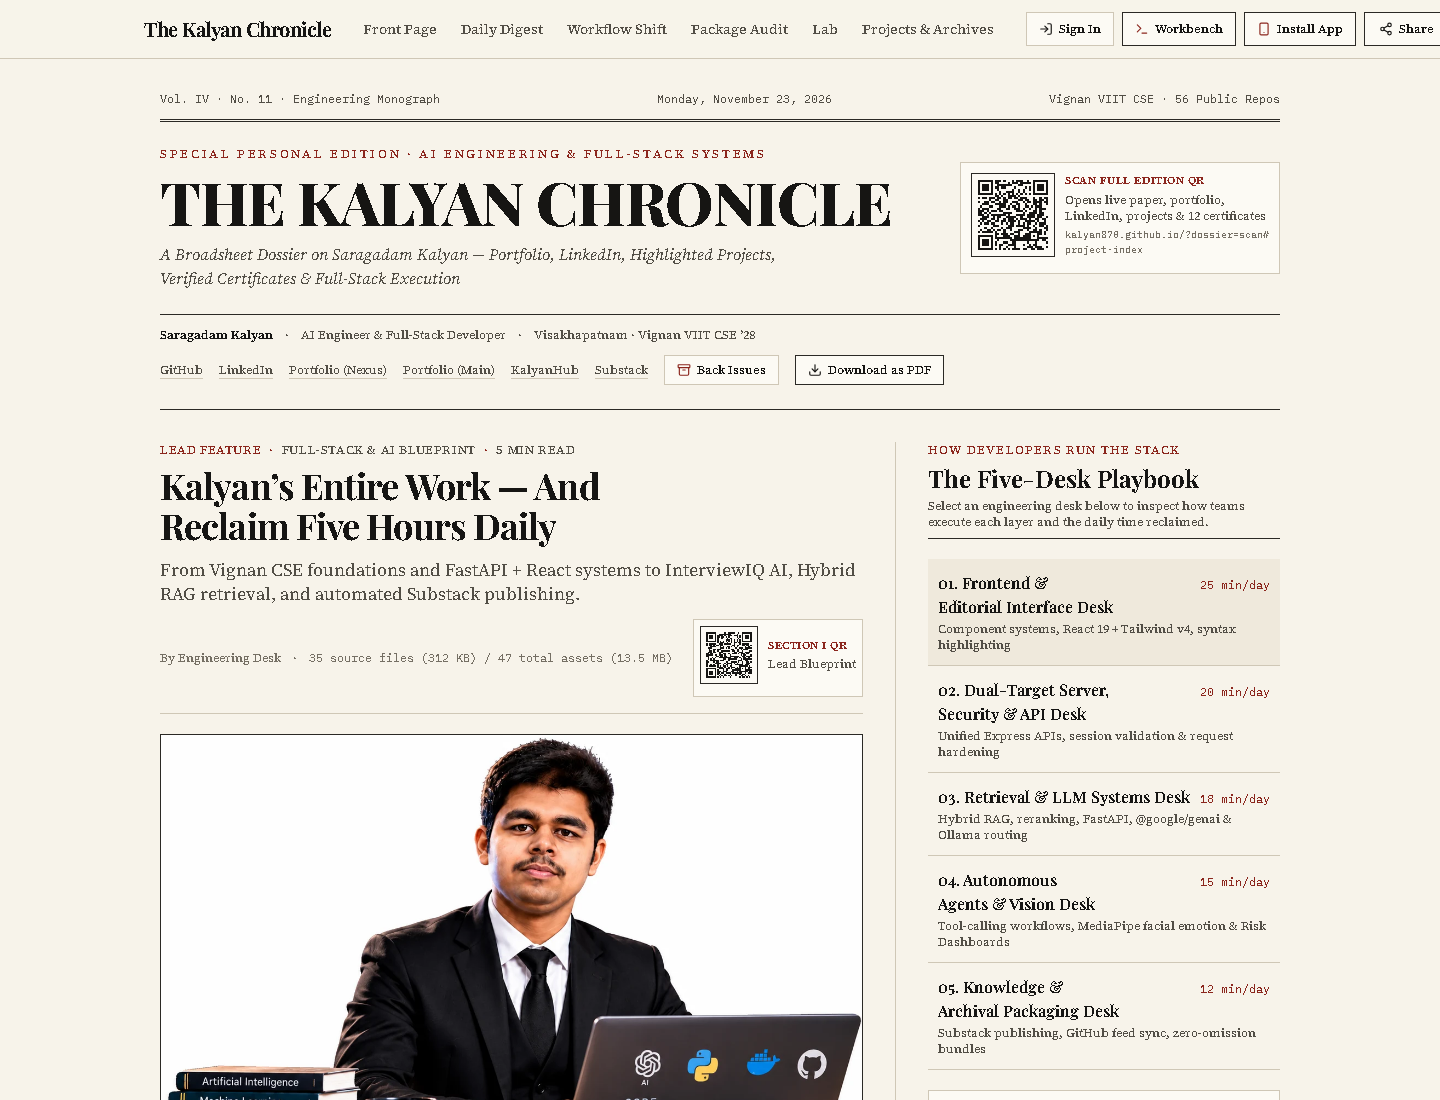 The Kalyan Chronicle
Front Page
Daily Digest
Workflow Shift
Package Audit
Lab
Projects & Archives
Sign In
Workbench
Install App
Share
Vol. IV · No. 11 · Engineering Monograph
Monday, November 23, 2026
Vignan VIIT CSE · 56 Public Repos
SPECIAL PERSONAL EDITION · AI ENGINEERING & FULL-STACK SYSTEMS
THE KALYAN CHRONICLE
A Broadsheet Dossier on Saragadam Kalyan — Portfolio, LinkedIn, Highlighted Projects,
Verified Certificates & Full-Stack Execution
SCAN FULL EDITION QR
Opens live paper, portfolio,
LinkedIn, projects & 12 certificates
kalyan870.github.io/?dossier=scan#
project-index
Saragadam Kalyan · AI Engineer & Full-Stack Developer · Visakhapatnam · Vignan VIIT CSE ’28
GitHub
LinkedIn
Portfolio (Nexus)
Portfolio (Main)
KalyanHub
Substack
Back Issues
Download as PDF
LEAD FEATURE · FULL-STACK & AI BLUEPRINT · 5 MIN READ
Kalyan’s Entire Work — And
Reclaim Five Hours Daily
From Vignan CSE foundations and FastAPI + React systems to InterviewIQ AI, Hybrid
RAG retrieval, and automated Substack publishing.
By Engineering Desk · 35 source files (312 KB) / 47 total assets (13.5 MB)
SECTION I QR
Lead Blueprint
Artificial Intelligence
AI
HOW DEVELOPERS RUN THE STACK
The Five-Desk Playbook
Select an engineering desk below to inspect how teams
execute each layer and the daily time reclaimed.
01. Frontend &
Editorial Interface Desk
25 min/day
Component systems, React 19 + Tailwind v4, syntax
highlighting
02. Dual-Target Server,
Security & API Desk
20 min/day
Unified Express APIs, session validation & request
hardening
03. Retrieval & LLM Systems Desk
18 min/day
Hybrid RAG, reranking, FastAPI, @google/genai &
Ollama routing
04. Autonomous
Agents & Vision Desk
15 min/day
Tool-calling workflows, MediaPipe facial emotion & Risk
Dashboards
05. Knowledge &
Archival Packaging Desk
12 min/day
Substack publishing, GitHub feed sync, zero-omission
bundles